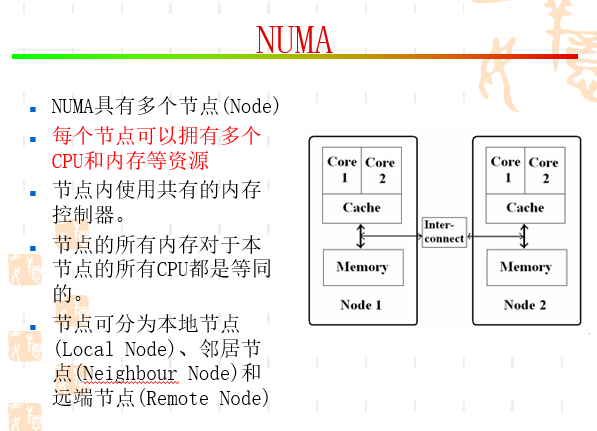 NUMA
NUMA具有多个节点(Node)
每个节点可以拥有多个
CPU和内存等资源
节点内使用共有的内存
控制器。
节点的所有内存对于本
节点的所有CPU都是等同
的。
节点可分为本地节点
(Local Node)、邻居节
点(Neighbour Node)和
远端节点(Remote Node)
Core 1
Core 2
Cache
Memory
Node 1
Inter-
connect
Core 1
Core 2
Cache
Memory
Node 2